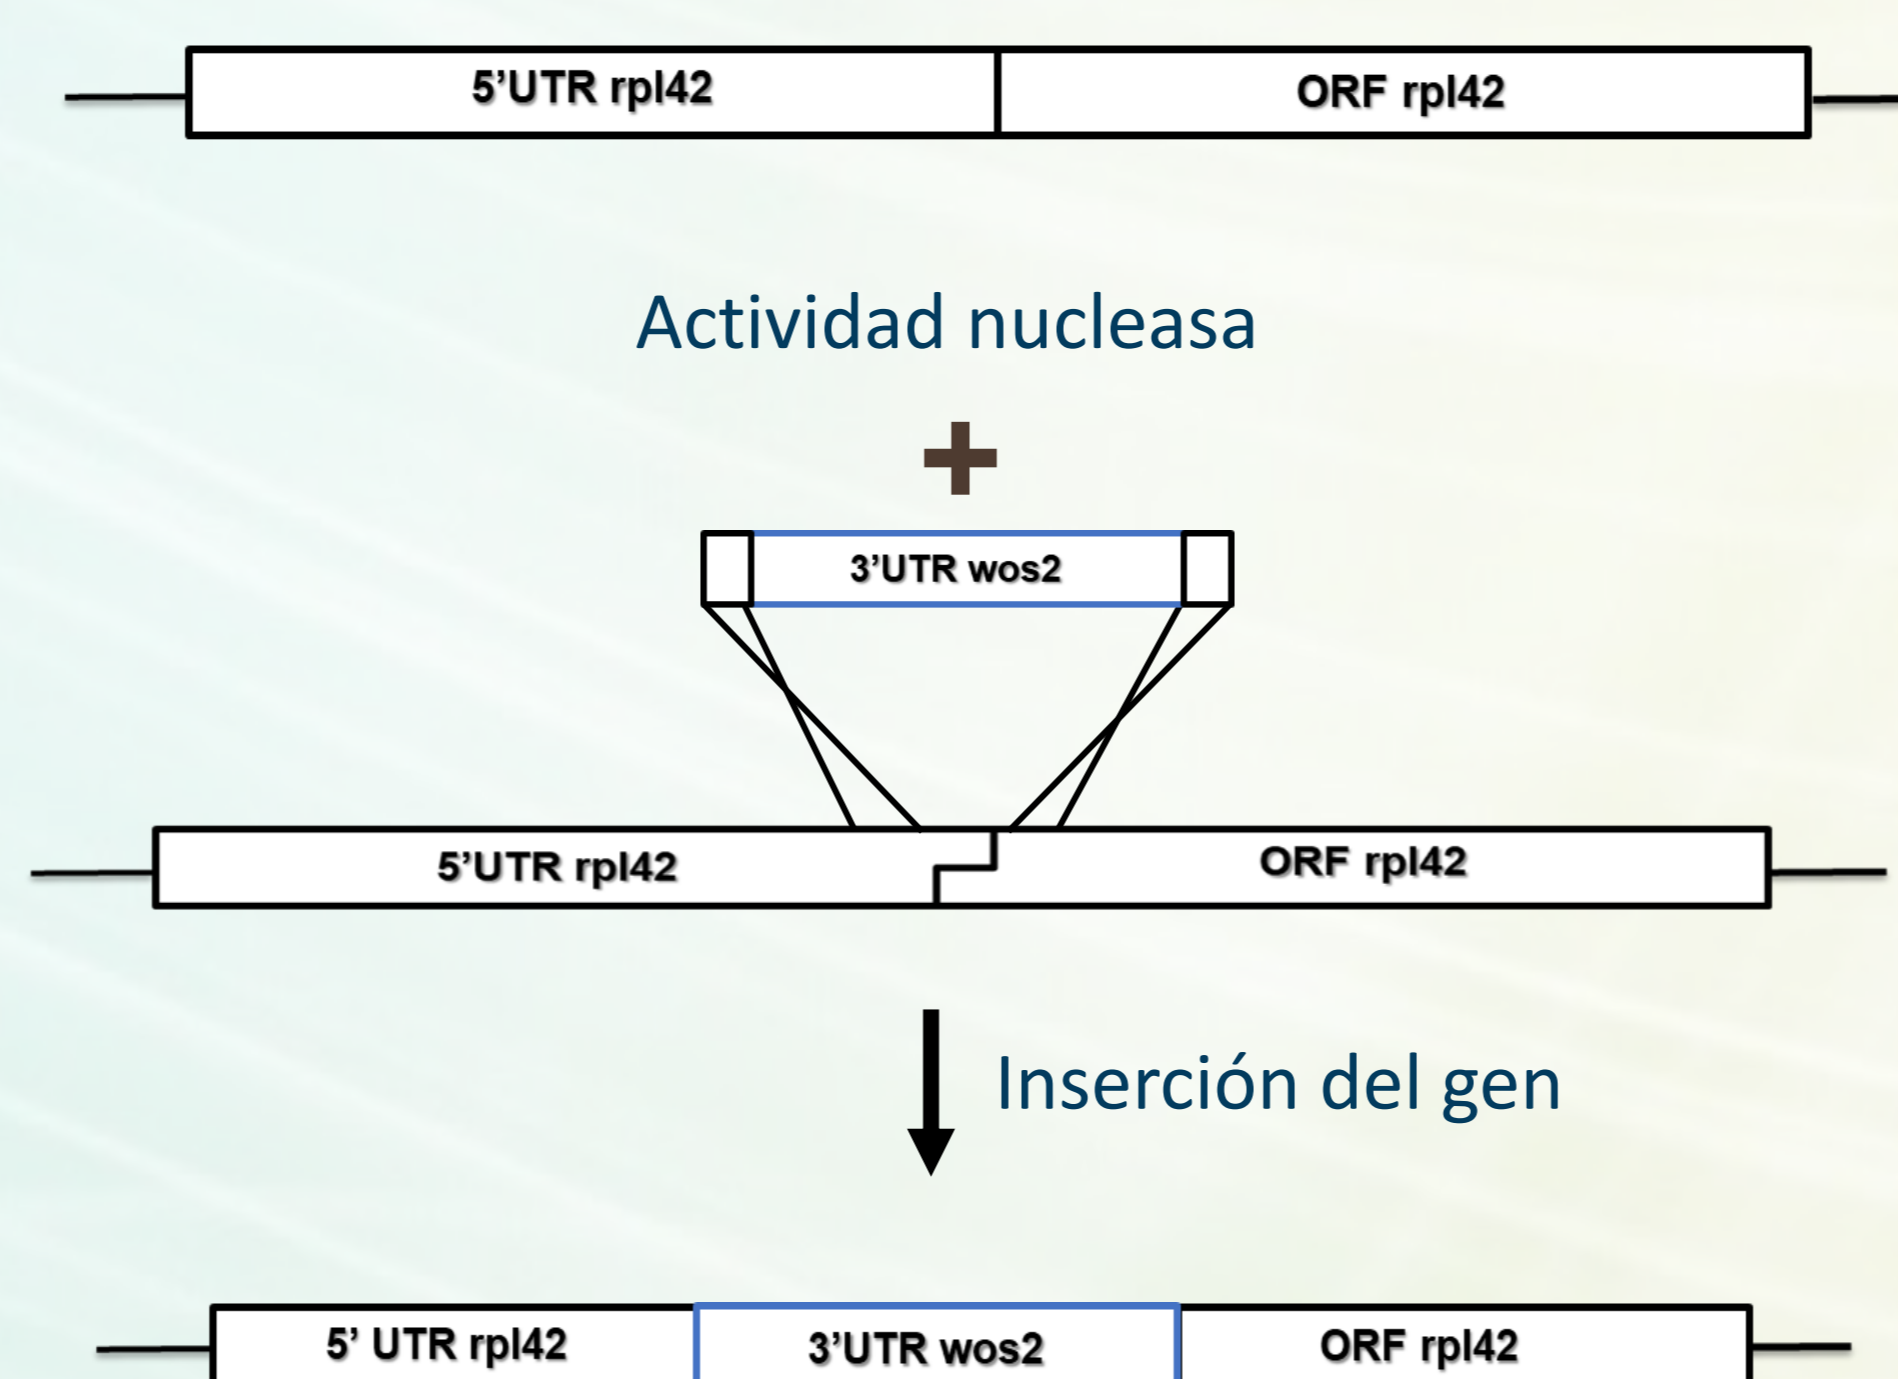 5’UTR rpl42 ORF rpl42
Actividad nucleasa
3’UTR wos2
5’UTR rpl42 ORF rpl42
Inserción del gen
5’ UTR rpl42 3’UTR wos2 ORF rpl42